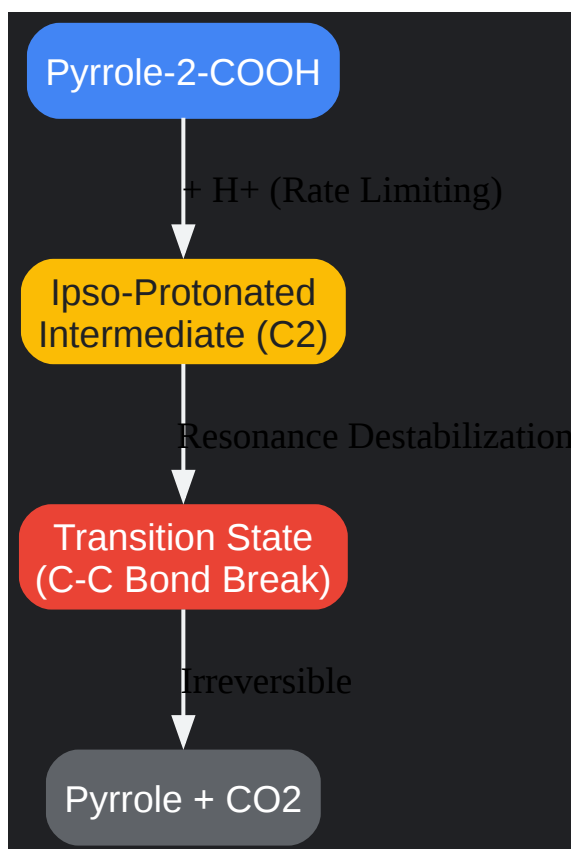 Pyrrole-2-COOH
+ H+ (Rate Limiting)
Ipso-Protonated
Intermediate (C2)
Resonance Destabilization
Transition State
(C-C Bond Break)
Irreversible
Pyrrole + CO2